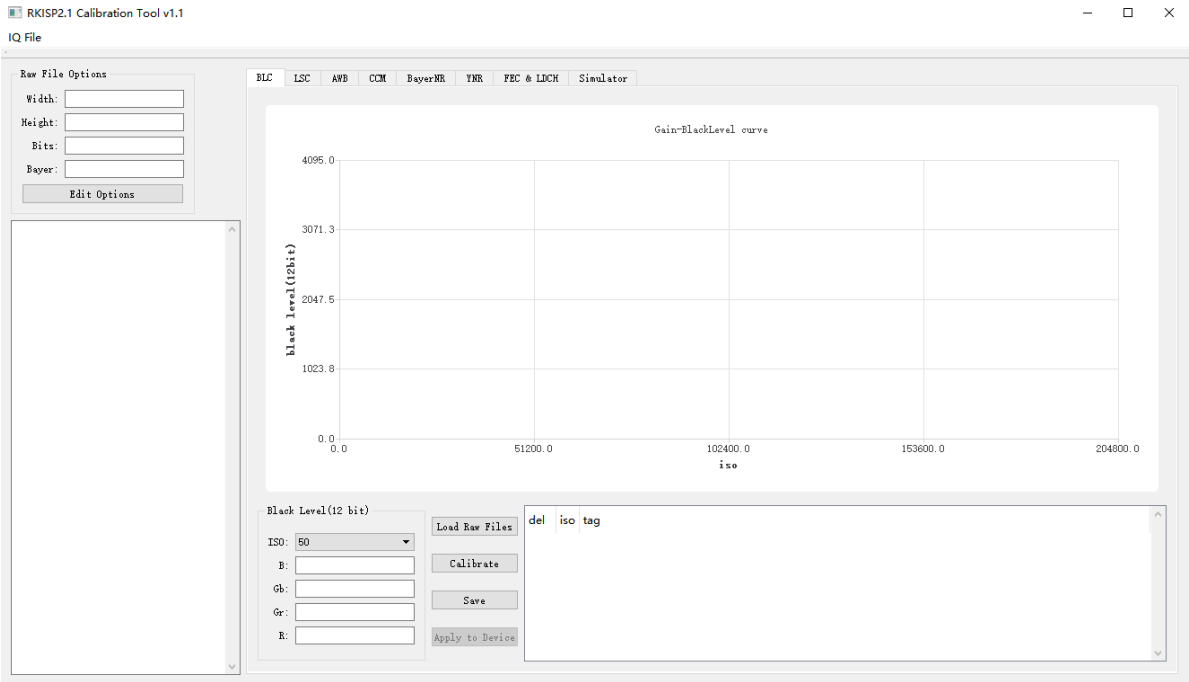 RKISP2.1 Calibration Tool v1.1
IQ File
Raw File Options
Width:
Height:
Bits:
Bayer:
Edit Options
BLC LSC AWB CCM BayerNR YNR FEC & LDCH Simulator
Gain-BlackLevel curve
4095.0
3071.3
2047.5
1023.8
0.0
black level(12bit)
0.0 51200.0 102400.0 153600.0 204800.0
iso
Black Level(12 bit)
ISO: 50
B:
Gb:
Gr:
R:
Load Raw Files
Calibrate
Save
Apply to Device
del iso tag